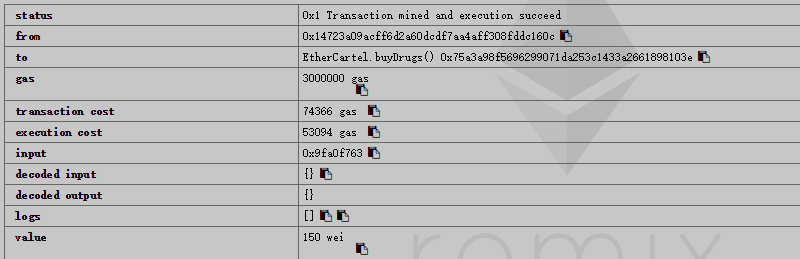 status 0x1 Transaction mined and execution succeed
from 0x14723a09acff6d2a60dcdf7aa4aff308fddc160c
to EtherCartel.buyDrugs() 0x75a3a98f5696299071da253c1433a2661898103e
gas 3000000 gas
transaction cost 74366 gas
execution cost 53094 gas
input 0x9fa0f763
decoded input {}
decoded output {}
logs []
value 150 wei
remix